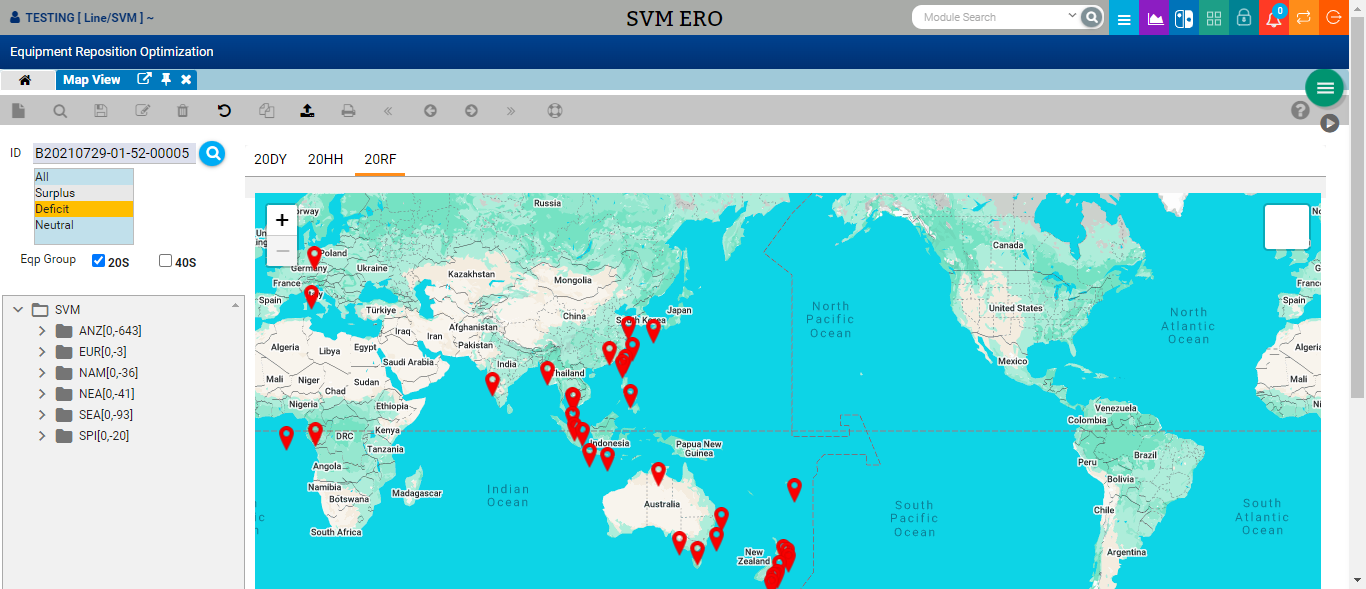 TESTING [ Line/SVM ] ~
SVM ERO
Module Search
0
Equipment Reposition Optimization
Map View
ID
B20210729-01-52-00005
All
Surplus
Deficit
Neutral
Eqp Group
20S
40S
SVM
ANZ[0,-643]
EUR[0,-3]
NAM[0,-36]
NEA[0,-41]
SEA[0,-93]
SPI[0,-20]
20DY
20HH
20RF
+
−
Russia
Poland
Germany
Ukraine
France
Kazakhstan
Mongolia
Spain
Türkiye
China
South Korea
Japan
Afghanistan
Iraq
Iran
Algeria
Libya
Egypt
Pakistan
Saudi Arabia
India
Thailand
Mali
Niger
Chad
Sudan
Nigeria
Ethiopia
DRC
Kenya
Tanzania
Indonesia
Papua New
Guinea
Angola
Namibia
Botswana
Madagascar
South Africa
Indian
Ocean
Australia
New
Zealand
North
Pacific
Ocean
South
Pacific
Ocean
Canada
United States
Mexico
North
Atlantic
Ocean
Venezuela
Colombia
Peru
Brazil
Bolivia
Chile
Argentina
South
Atlantic
Ocean
Spain
Mali